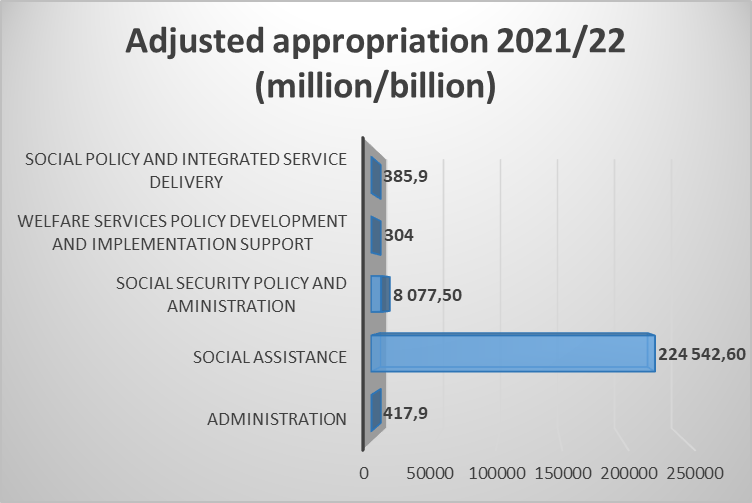 Adjusted appropriation 2021/22
(million/billion)
SOCIAL POLICY AND INTEGRATED SERVICE
DELIVERY
385,9
WELFARE SERVICES POLICY DEVELOPMENT
AND IMPLEMENTATION SUPPORT
304
SOCIAL SECURITY POLICY AND
AMINISTRATION
8 077,50
SOCIAL ASSISTANCE
224 542,60
ADMINISTRATION
417,9
0 50000 100000 150000 200000 250000